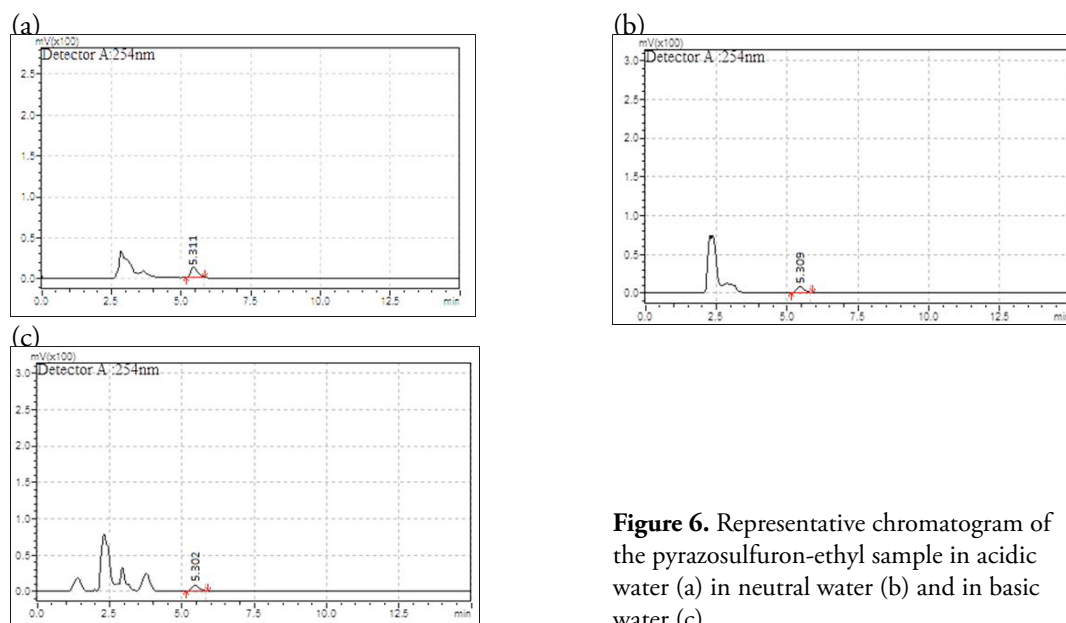 (a)
mV(x100)
Detector A:254nm
2.5
2.0
1.5
1.0
0.5
0.0
5.311
0.0 2.5 5.0 7.5 10.0 12.5 min
(b)
mV(x100)
Detector A :254nm
3.0
2.5
2.0
1.5
1.0
0.5
0.0
5.309
0.0 2.5 5.0 7.5 10.0 12.5 min
(c)
mV(x100)
Detector A :254nm
3.0
2.5
2.0
1.5
1.0
0.5
0.0
5.302
0.0 2.5 5.0 7.5 10.0 12.5 min
Figure 6. Representative chromatogram of
the pyrazosulfuron-ethyl sample in acidic
water (a) in neutral water (b) and in basic
water (c)